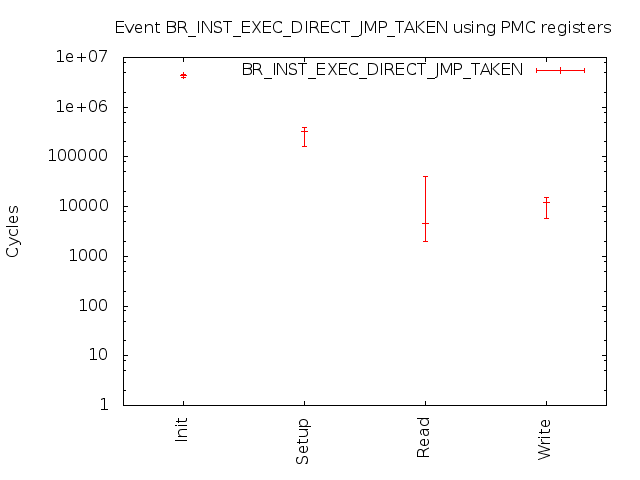 Event BR_INST_EXEC_DIRECT_JMP_TAKEN using PMC registers
BR_INST_EXEC_DIRECT_JMP_TAKEN
1e+07
1e+06
100000
10000
1000
100
10
1
Cycles
Init
Setup
Read
Write